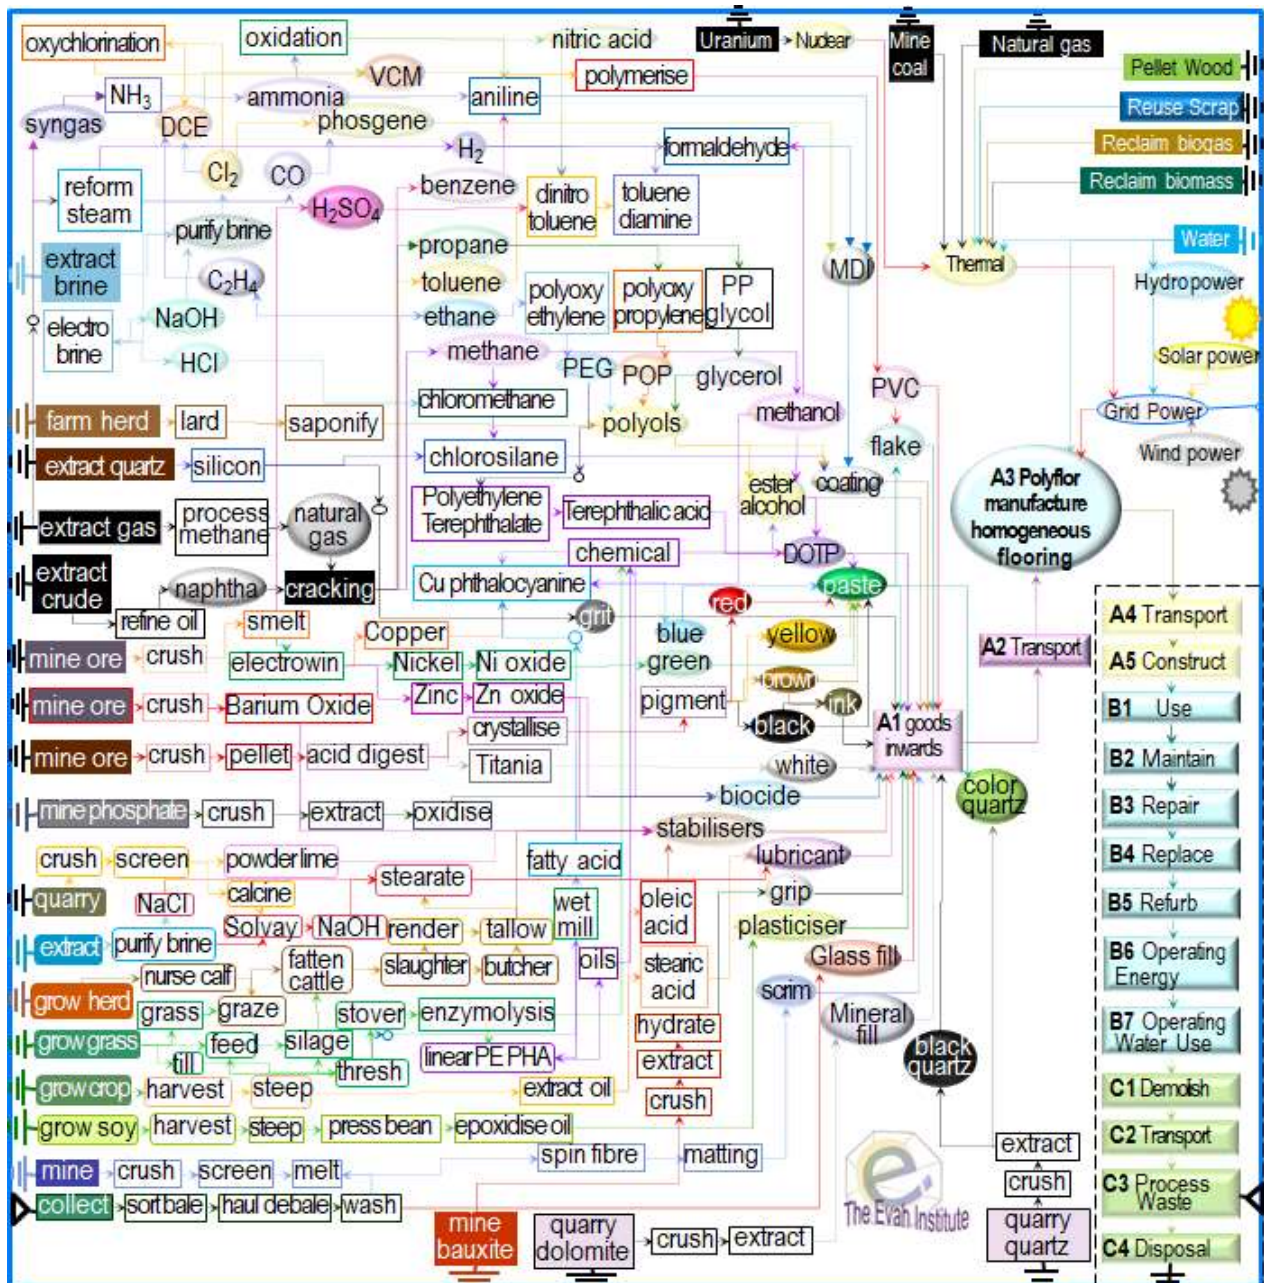 oxychlorination
oxidation
nitric acid
Uranium
Nuclear
Mine
coal
Natural gas
Pellet Wood
VCM
polymerise
NH3
ammonia
aniline
Reuse Scrap
syngas
DCE
phosgene
Reclaim biogas
H2
formaldehyde
Cl2
CO
benzene
Reclaim biomass
reform
steam
H2SO4
dinitro
toluene
toluene
diamine
purify brine
propane
Water
extract
brine
C2H4
toluene
MDI
Thermal
Hydro power
polyoxy
ethylene
polyoxy
propylene
PP
glycol
electro
brine
NaOH
ethane
HCl
methane
Solar power
PEG
POP
glycerol
PVC
chloromethane
methanol
Grid Power
farm herd
lard
saponify
polyols
flake
Wind power
extract quartz
silicon
chlorosilane
ester
alcohol
coating
A3 Polyflor
manufacture
homogeneous
flooring
Polyethylene
Terephthalate
Terephthalic acid
extract gas
process
methane
natural
gas
chemical
DOTP
extract
crude
naphtha
cracking
Cu phthalocyanine
paste
refine oil
smelt
Copper
grit
red
A4 Transport
blue
yellow
mine ore
crush
electrowin
Nickel
Ni oxide
green
A2 Transport
A5 Construct
brown
Zinc
Zn oxide
pigment
ink
mine ore
crush
Barium Oxide
B1 Use
crystallise
black
A1 goods
inwards
mine ore
crush
pellet
acid digest
Titania
white
B2 Maintain
color
quartz
biocide
B3 Repair
mine phosphate
crush
extract
oxidise
stabilisers
crush
screen
powder lime
fatty acid
lubricant
B4 Replace
stearate
quarry
NaCl
calcine
wet
mill
oleic
acid
grip
B5 Refurb
Solvay
NaOH
render
tallow
plasticiser
extract
purify brine
B6 Operating
Energy
nurse calf
fatten
cattle
slaughter
butcher
oils
stearic
acid
Glass fill
scrim
grow herd
grass
graze
stover
enzymolysis
hydrate
Mineral
fill
B7 Operating
Water Use
grow grass
till
feed
silage
thresh
linear PE PHA
extract
black
quartz
grow crop
harvest
steep
extract oil
crush
C1 Demolish
grow soy
harvest
steep
press bean
epoxidise oil
C2 Transport
extract
mine
crush
screen
melt
spin fibre
matting
crush
C3 Process
Waste
collect
sort bale
haul debale
wash
e
The Evah Institute
mine
bauxite
quarry
dolomite
crush
extract
quarry
quartz
C4 Disposal